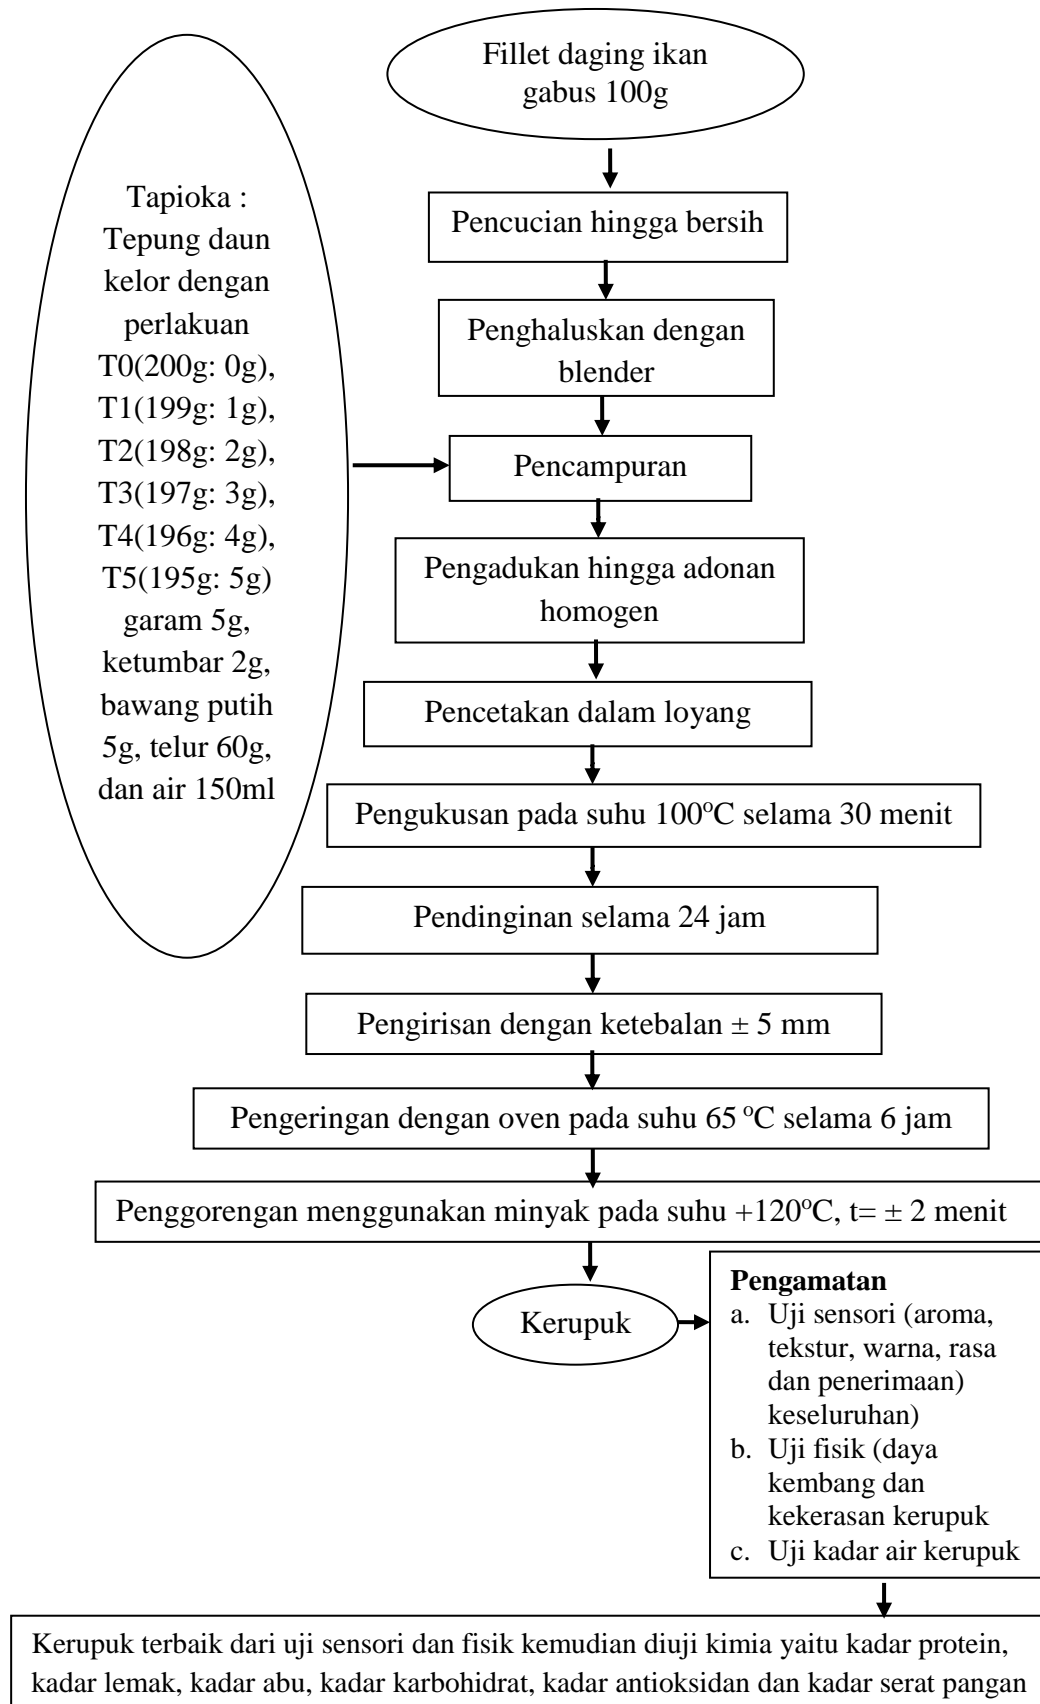 Fillet daging ikan
gabus 100g
Tapioka :
Tepung daun
kelor dengan
perlakuan
T0(200g: 0g),
T1(199g: 1g),
T2(198g: 2g),
T3(197g: 3g),
T4(196g: 4g),
T5(195g: 5g)
garam 5g,
ketumbar 2g,
bawang putih
5g, telur 60g,
dan air 150ml
Pencucian hingga bersih
Penghaluskan dengan
blender
Pencampuran
Pengadukan hingga adonan
homogen
Pencetakan dalam loyang
Pengukusan pada suhu 100°C selama 30 menit
Pendinginan selama 24 jam
Pengirisan dengan ketebalan ± 5 mm
Pengeringan dengan oven pada suhu 65 °C selama 6 jam
Penggorengan menggunakan minyak pada suhu +120°C, t= ± 2 menit
Kerupuk
Pengamatan
a. Uji sensori (aroma,
tekstur, warna, rasa
dan penerimaan)
keseluruhan)
b. Uji fisik (daya
kembang dan
kekerasan kerupuk
c. Uji kadar air kerupuk
Kerupuk terbaik dari uji sensori dan fisik kemudian diuji kimia yaitu kadar protein,
kadar lemak, kadar abu, kadar karbohidrat, kadar antioksidan dan kadar serat pangan